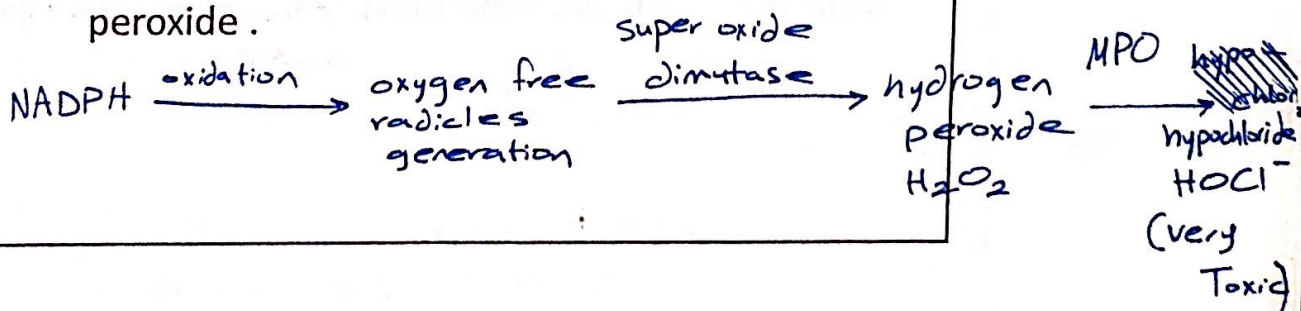 peroxide.
NADPH oxidation → oxygen free radicles generation
super oxide dimutase → hydrogen peroxide H₂O₂
MPO → hypochloride HOCl⁻
(very Toxic)